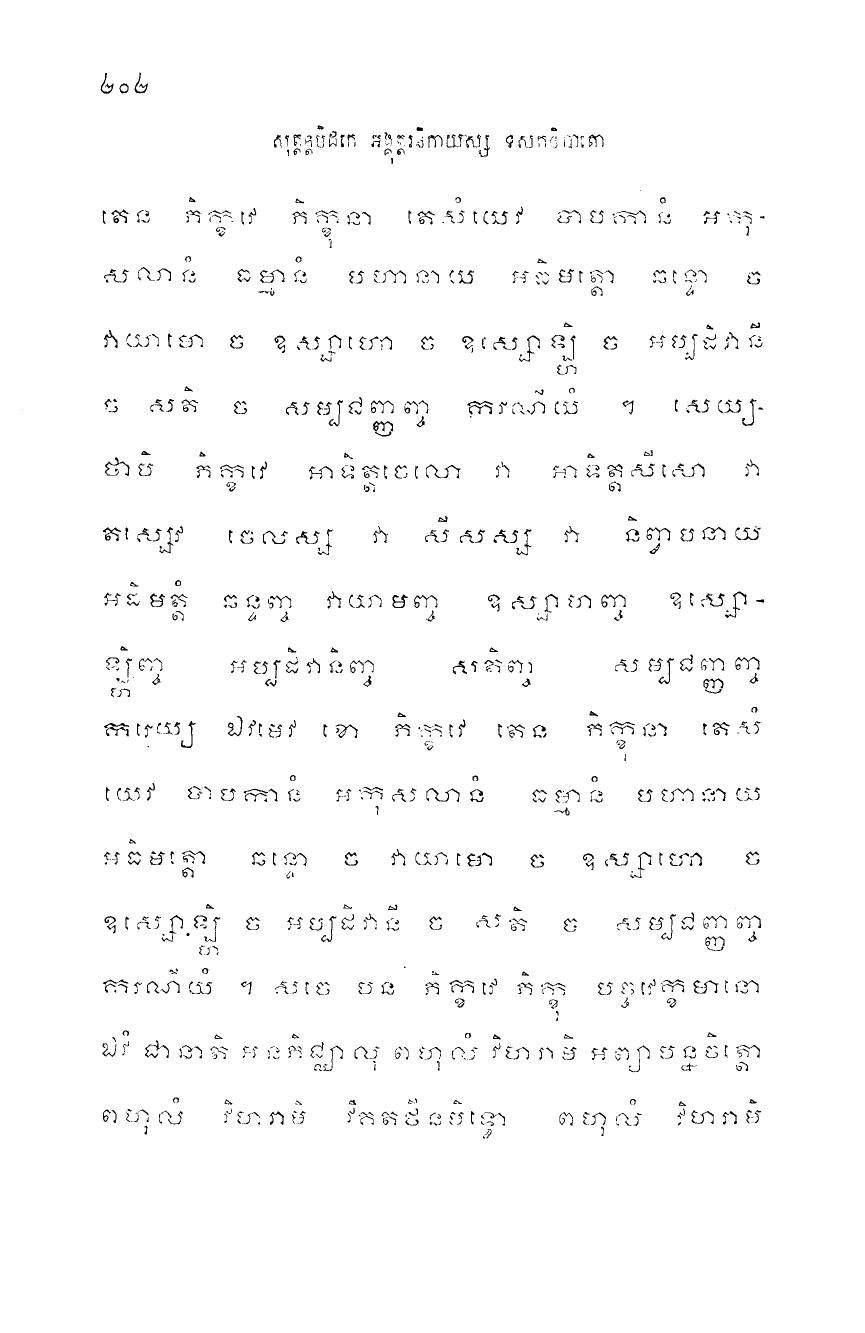 ២០២
សុត្តន្តបិដកេ អង្គុត្តរនិកាយស្ស ទសកនិបាតោ
តេន ភិក្ខវេ ភិក្ខុនា តេសំយេវ បាបកានំ អកុ-
សលានំ ធម្មានំ បហានាយ អធិមត្តោ ឆន្ទោ ច
វាយាមោ ច ឧស្សាហោ ច ឧស្សោឡ្ហិ ច អប្បដិវានី
ច សតិ ច សម្បជញ្ញញ្ច ករណីយំ ។ សេយ្យ-
ថាបិ ភិក្ខវេ អាទិត្តចេលោ វា អាទិត្តសីសោ វា
តស្សេវ ចេលស្ស វា សីសស្ស វា និព្វាបនាយ
អធិមត្តំ ឆន្ទញ្ច វាយាមញ្ច ឧស្សាហញ្ច ឧស្សោ-
ឡ្ហិញ្ច អប្បដិវានិញ្ច សតិញ្ច សម្បជញ្ញញ្ច
ករេយ្យ ឯវមេវ ខោ ភិក្ខវេ តេន ភិក្ខុនា តេសំ
យេវ បាបកានំ អកុសលានំ ធម្មានំ បហានាយ
អធិមត្តោ ឆន្ទោ ច វាយាមោ ច ឧស្សាហោ ច
ឧស្សោឡ្ហិ ច អប្បដិវានី ច សតិ ច សម្បជញ្ញញ្ច
ករណីយំ ។ សចេ បន ភិក្ខវេ ភិក្ខុ បច្ចវេក្ខមានោ
ឯវំ ជានាតិ អនភិជ្ឈាលុ ពហុលំ វិហរាមិ អព្យាបន្នចិត្តោ
ពហុលំ វិហរាមិ វិគតថីនមិទ្ធោ ពហុលំ វិហរាមិ